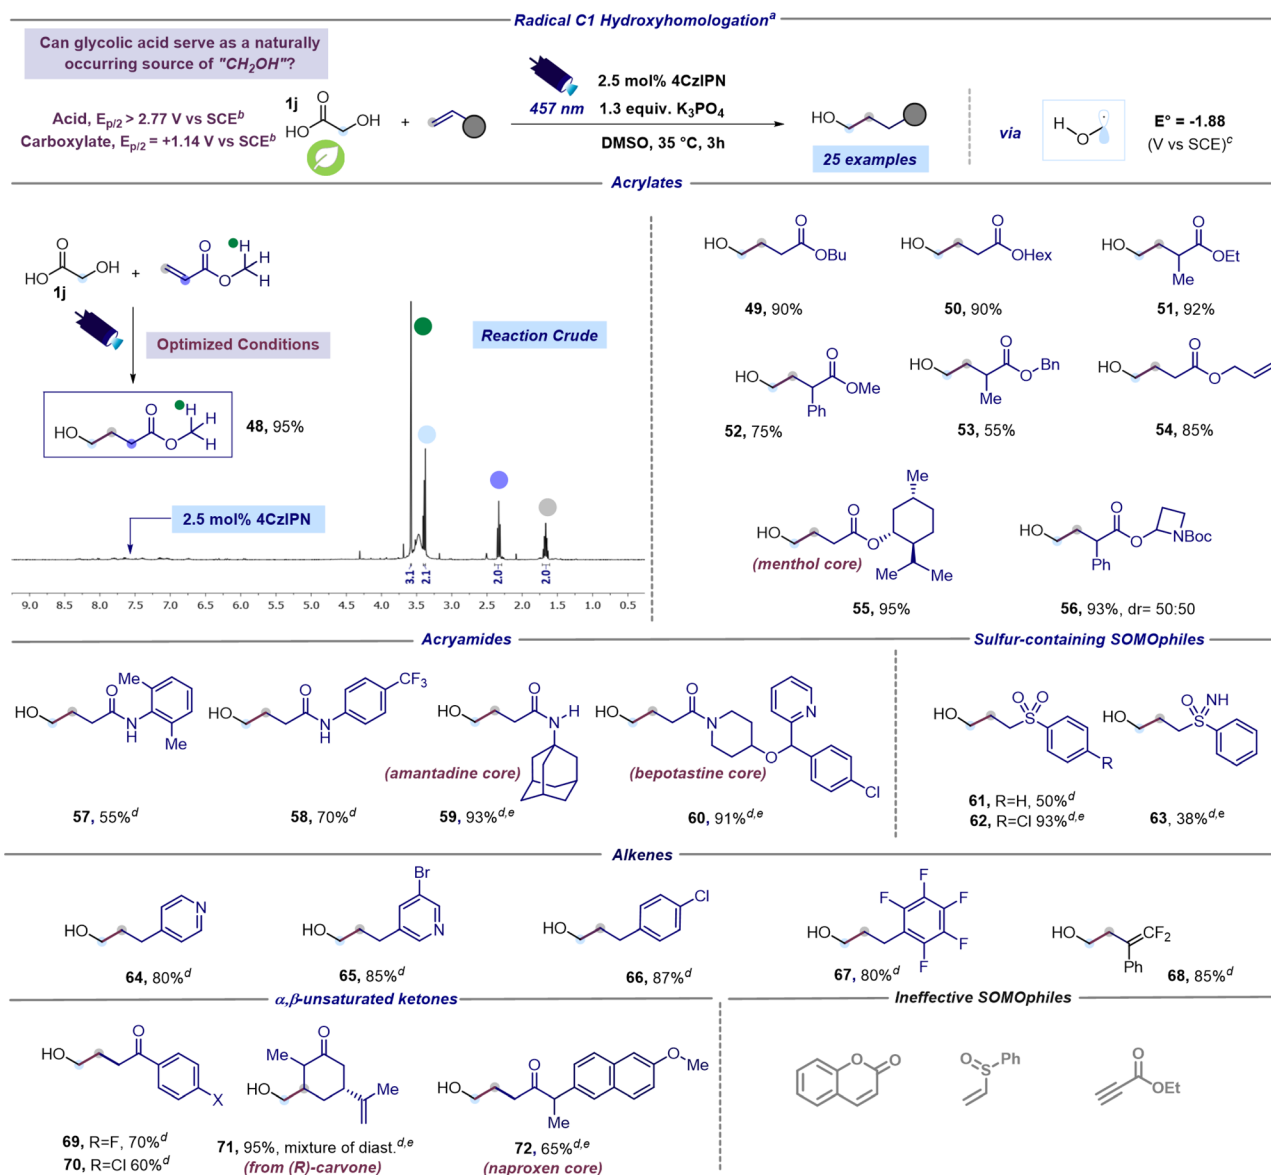 Radical C1 Hydroxyhomologationᵃ
Can glycolic acid serve as a naturally
occurring source of "CH₂OH"?
Acid, Eₚ/₂ > 2.77 V vs SCEᵇ
Carboxylate, Eₚ/₂ = +1.14 V vs SCEᵇ
1j
O
HO
OH
+
457 nm
2.5 mol% 4CzIPN
1.3 equiv. K₃PO₄
DMSO, 35 °C, 3h
HO
25 examples
via
H
O
E° = -1.88
(V vs SCE)ᶜ
Acrylates
O
HO
OH
1j
+
O
O
H
H
H
Optimized Conditions
HO
O
O
H
H
H
48, 95%
2.5 mol% 4CzIPN
Reaction Crude
3.1
2.1
2.0
2.0
9.0 8.5 8.0 7.5 7.0 6.5 6.0 5.5 5.0 4.5 4.0 3.5 3.0 2.5 2.0 1.5 1.0 0.5
HO
O
OBu
49, 90%
HO
O
OHex
50, 90%
HO
O
OEt
Me
51, 92%
HO
O
OMe
Ph
52, 75%
HO
O
O
Bn
Me
53, 55%
HO
O
O
54, 85%
HO
O
O
Me
Me
Me
(menthol core)
55, 95%
HO
O
O
NBoc
Ph
56, 93%, dr= 50:50
Acryamides
HO
O
N
H
Me
Me
57, 55%ᵈ
HO
O
N
H
CF₃
58, 70%ᵈ
HO
O
N
H
(amantadine core)
59, 93%ᵈ,ᵉ
HO
O
N
O
N
Cl
(bepotastine core)
60, 91%ᵈ,ᵉ
Sulfur-containing SOMOphiles
HO
O
O
S
R
61, R=H, 50%ᵈ
62, R=Cl 93%ᵈ,ᵉ
HO
O
NH
S
63, 38%ᵈ,ᵉ
Alkenes
HO
N
64, 80%ᵈ
HO
Br
N
65, 85%ᵈ
HO
Cl
66, 87%ᵈ
HO
F
F
F
F
F
67, 80%ᵈ
HO
CF₂
Ph
68, 85%ᵈ
α,β-unsaturated ketones
HO
O
X
69, R=F, 70%ᵈ
70, R=Cl 60%ᵈ
O
Me
HO
Me
71, 95%, mixture of diast.ᵈ,ᵉ
(from (R)-carvone)
HO
O
Me
O
Me
72, 65%ᵈ,ᵉ
(naproxen core)
Ineffective SOMOphiles
O
O
O
S
Ph
O
OEt